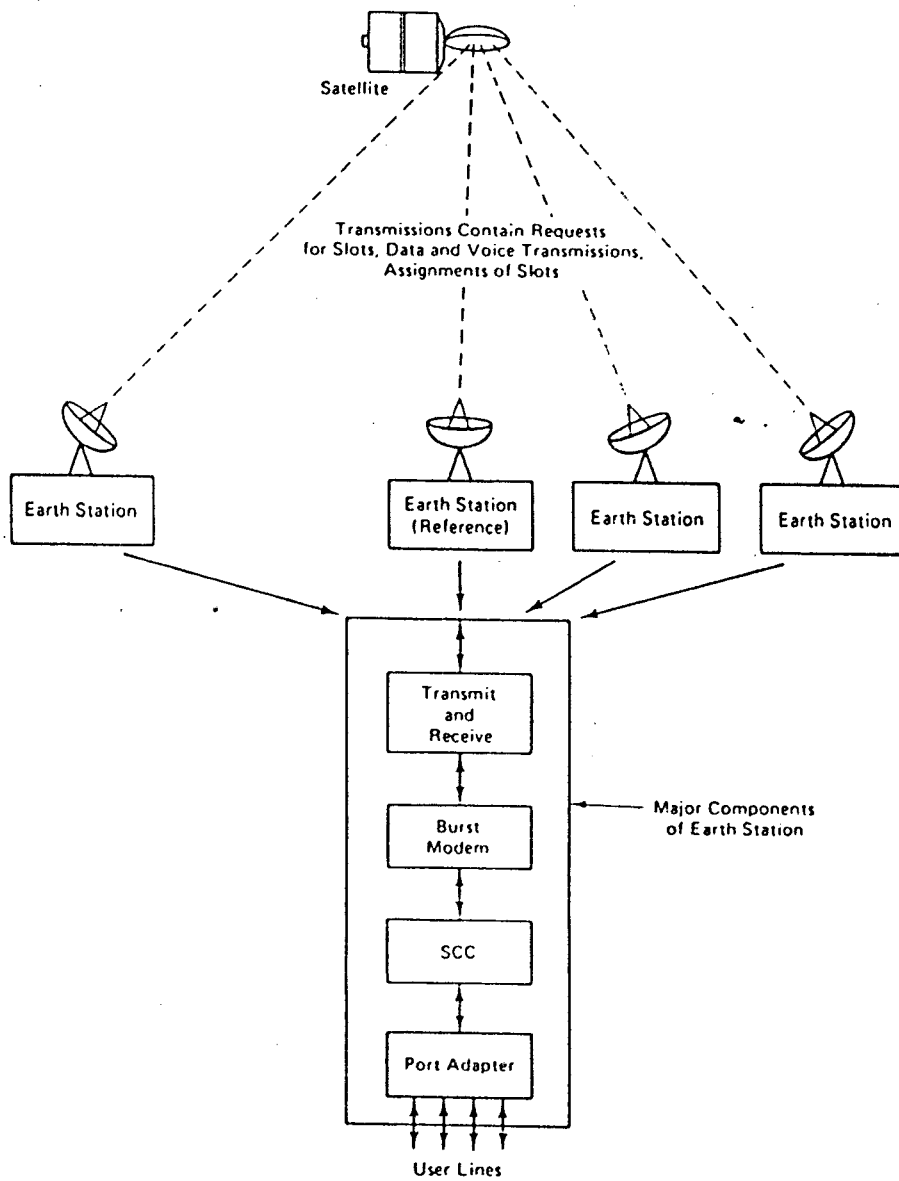 Satellite
Transmissions Contain Requests
for Slots, Data and Voice Transmissions,
Assignments of Slots
Earth Station
Earth Station
(Reference)
Earth Station
Earth Station
Transmit
and
Receive
Burst
Modem
Major Components
of Earth Station
SCC
Port Adapter
User Lines